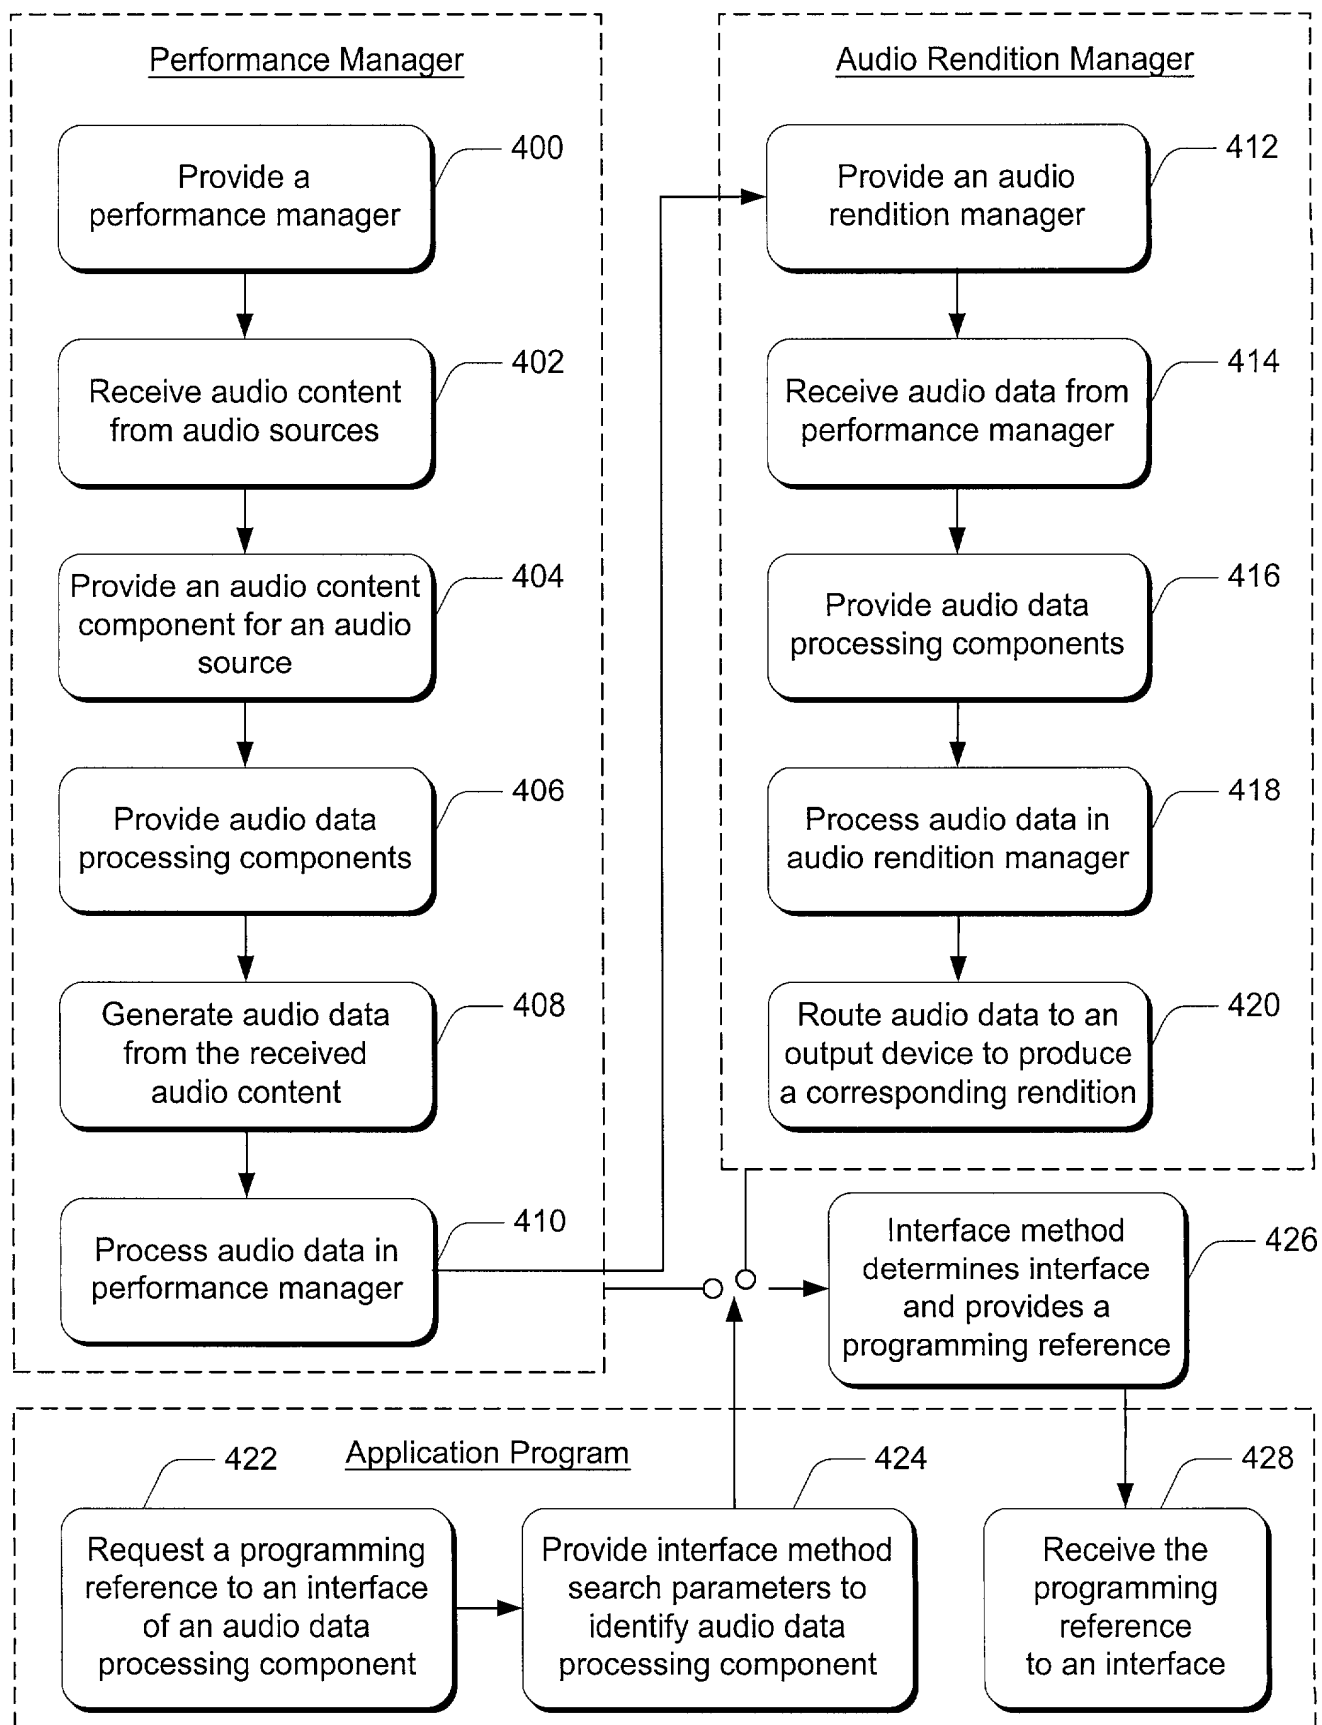 Performance Manager
400
Provide a
performance manager
402
Receive audio content
from audio sources
404
Provide an audio content
component for an audio
source
406
Provide audio data
processing components
408
Generate audio data
from the received
audio content
410
Process audio data in
performance manager
Audio Rendition Manager
412
Provide an audio
rendition manager
414
Receive audio data from
performance manager
416
Provide audio data
processing components
418
Process audio data in
audio rendition manager
420
Route audio data to an
output device to produce
a corresponding rendition
426
Interface method
determines interface
and provides a
programming reference
Application Program
422
Request a programming
reference to an interface
of an audio data
processing component
424
Provide interface method
search parameters to
identify audio data
processing component
428
Receive the
programming
reference
to an interface